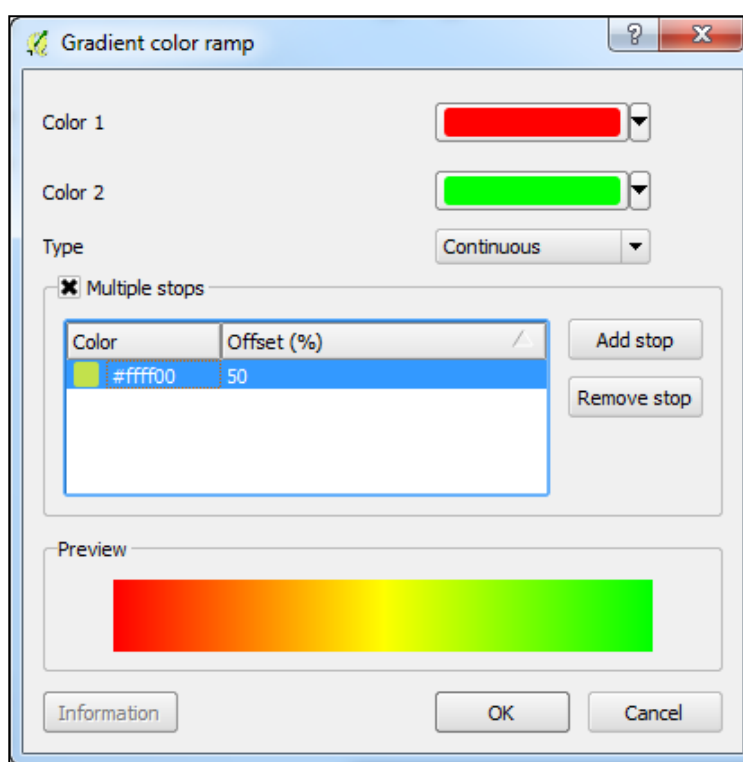 Gradient color ramp
Color 1
Color 2
Type Continuous
Multiple stops
Color Offset (%) Add stop
#ffff00 50
Remove stop
Preview
Information OK Cancel